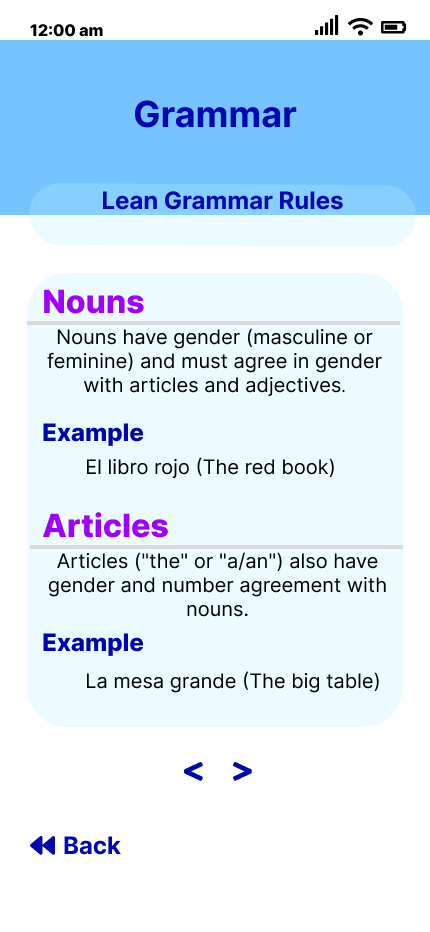 12:00 am
Grammar
Lean Grammar Rules
Nouns
Nouns have gender (masculine or
feminine) and must agree in gender
with articles and adjectives.
Example
El libro rojo (The red book)
Articles
Articles ("the" or "a/an") also have
gender and number agreement with
nouns.
Example
La mesa grande (The big table)
< >
Back